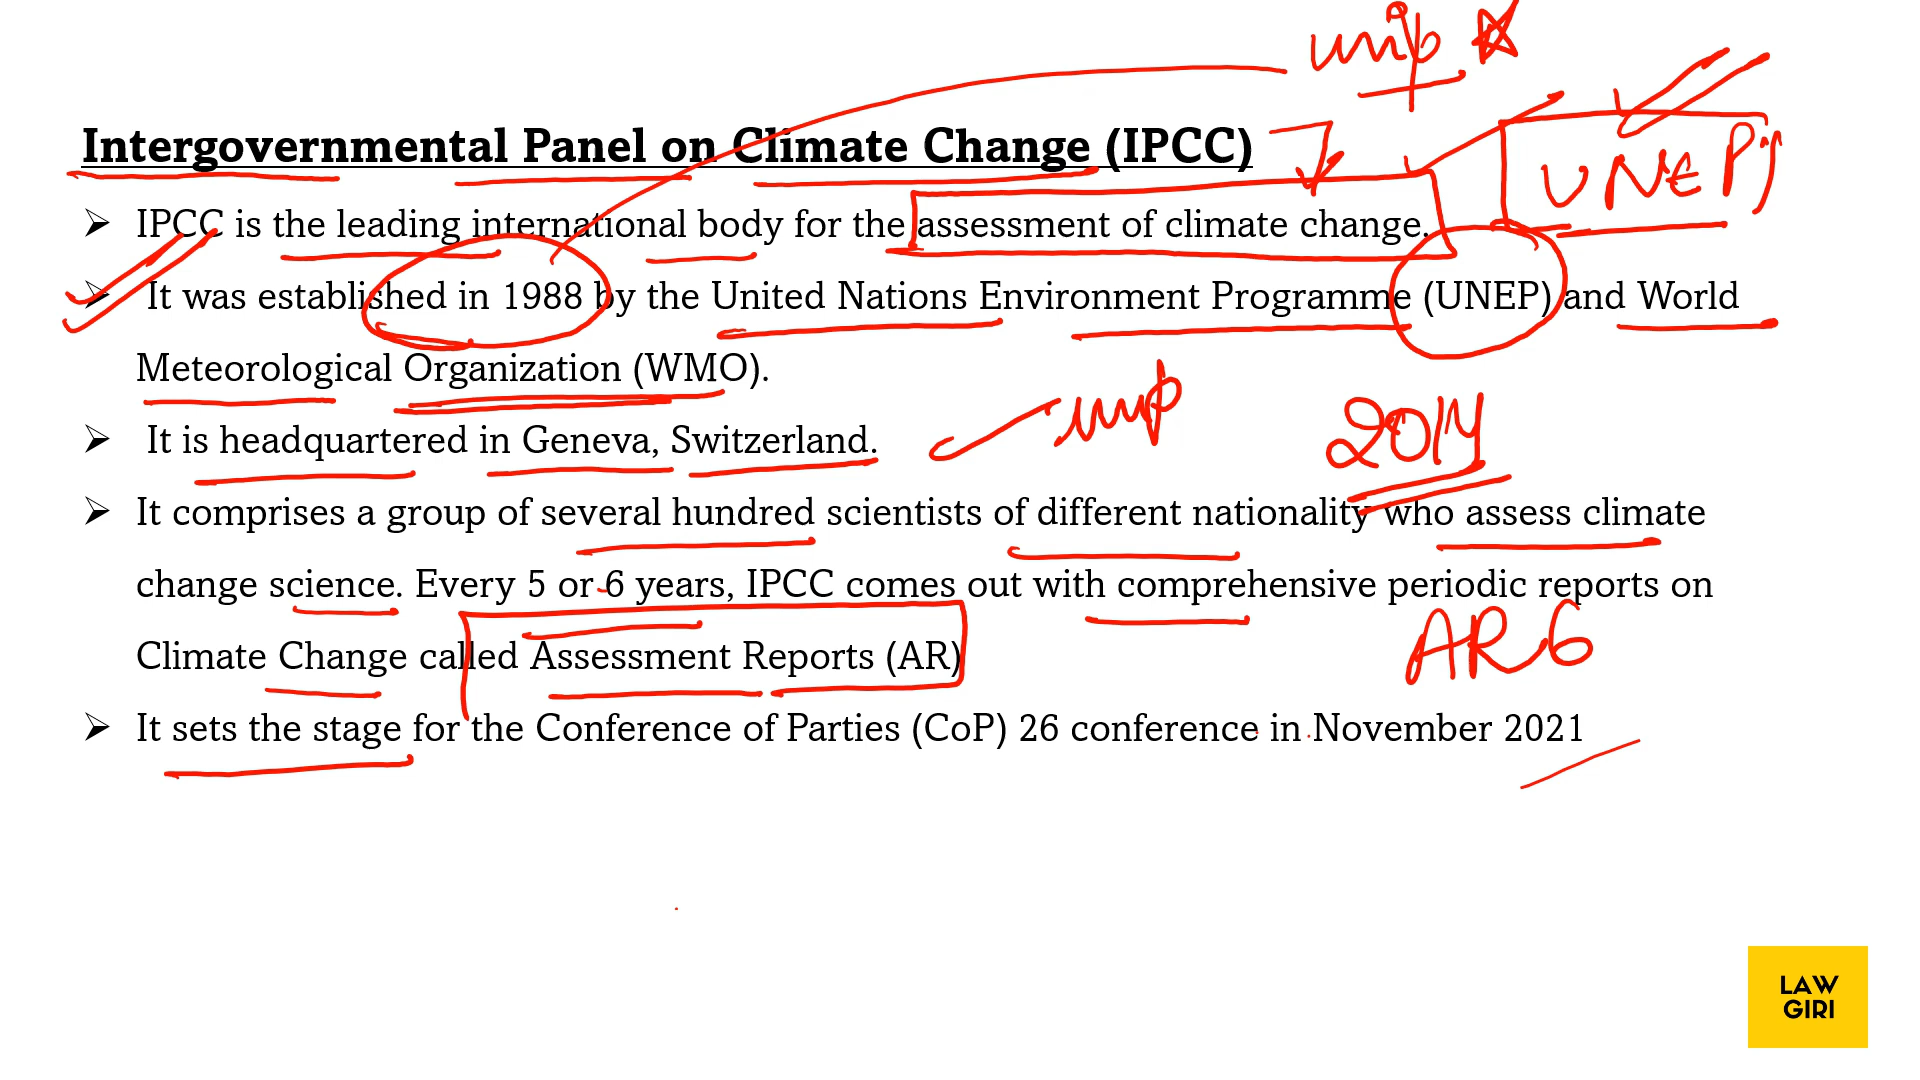 Intergovernmental Panel on Climate Change (IPCC)
UNEP
➢ IPCC is the leading international body for the assessment of climate change.
➢ It was established in 1988 by the United Nations Environment Programme (UNEP) and World
Meteorological Organization (WMO).
➢ It is headquartered in Geneva, Switzerland.
2014
➢ It comprises a group of several hundred scientists of different nationality who assess climate
change science. Every 5 or 6 years, IPCC comes out with comprehensive periodic reports on
Climate Change called Assessment Reports (AR)
AR6
➢ It sets the stage for the Conference of Parties (CoP) 26 conference in November 2021
LAW
GIRI